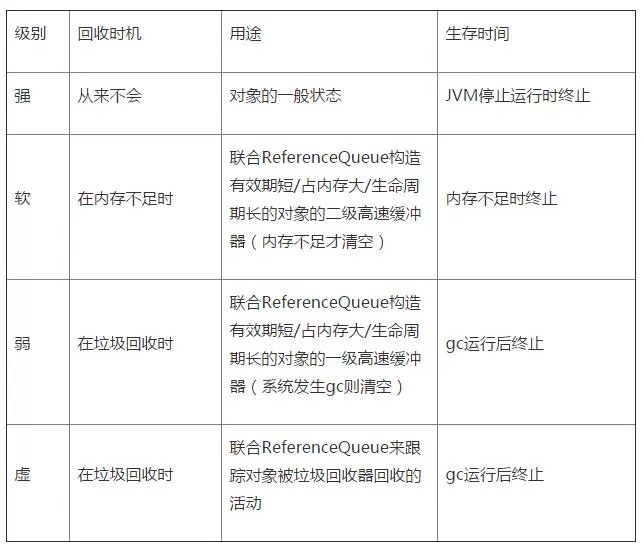 级别 回收时机 用途 生存时间
强 从来不会 对象的一般状态 JVM停止运行时终止
软 在内存不足时 联合ReferenceQueue构造
有效期短/占内存大/生命周
期长的对象的二级高速缓冲
器（内存不足才清空）
内存不足时终止
弱 在垃圾回收时 联合ReferenceQueue构造
有效期短/占内存大/生命周
期长的对象的一级高速缓冲
器（系统发生gc则清空）
gc运行后终止
虚 在垃圾回收时 联合ReferenceQueue来跟
踪对象被垃圾回收器回收的
活动
gc运行后终止